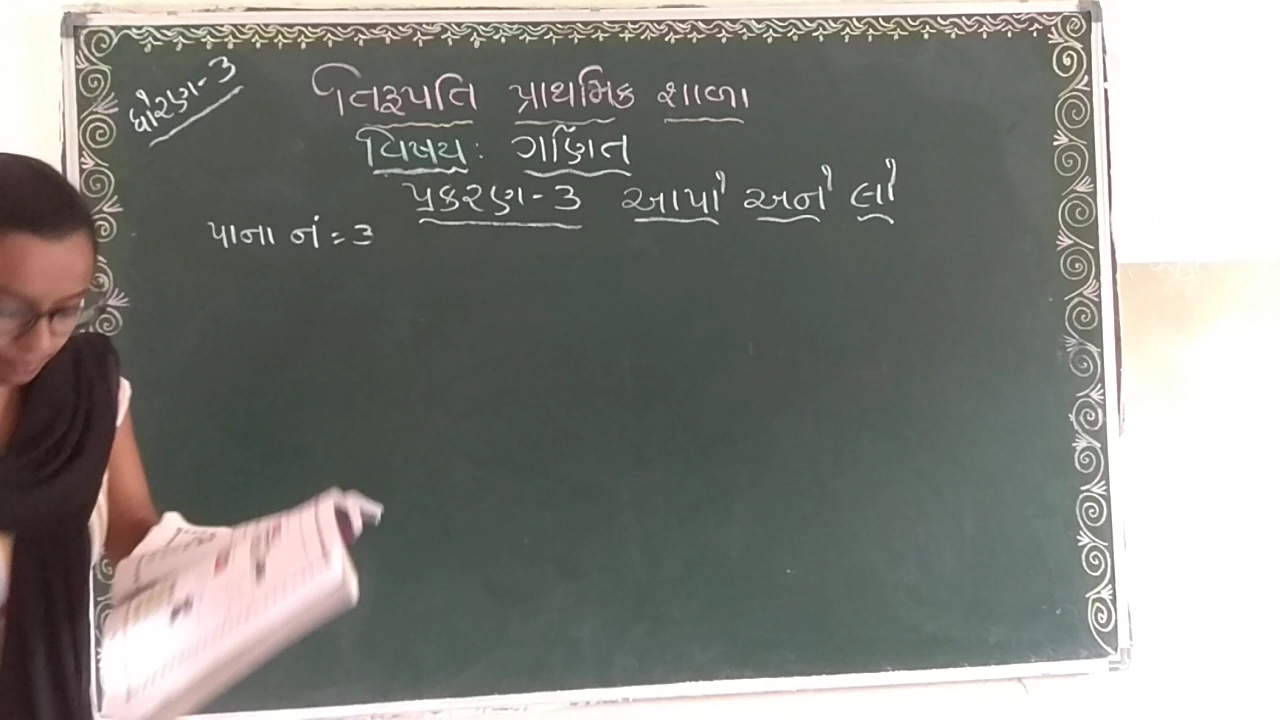 ધોરણ-3
તિરૂપતિ પ્રાથમિક શાળા
વિષય: ગણિત
પ્રકરણ-3 આપો અને લો
પાના નં = 3